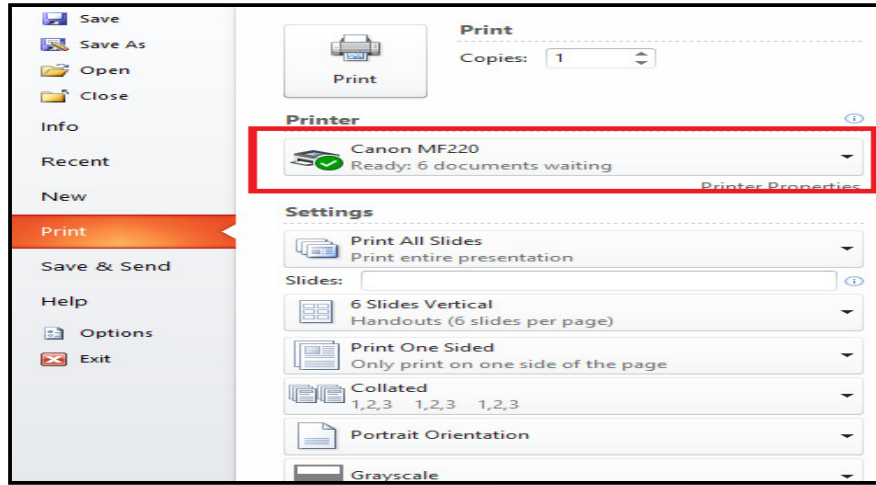 Save
Save As
Open
Close
Info
Recent
New
Print
Save & Send
Help
Options
Exit
Print
Print
Copies: 1
Printer
Canon MF220
Ready: 6 documents waiting
Printer Properties
Settings
Print All Slides
Print entire presentation
Slides:
6 Slides Vertical
Handouts (6 slides per page)
Print One Sided
Only print on one side of the page
Collated
1,2,3 1,2,3 1,2,3
Portrait Orientation
Grayscale